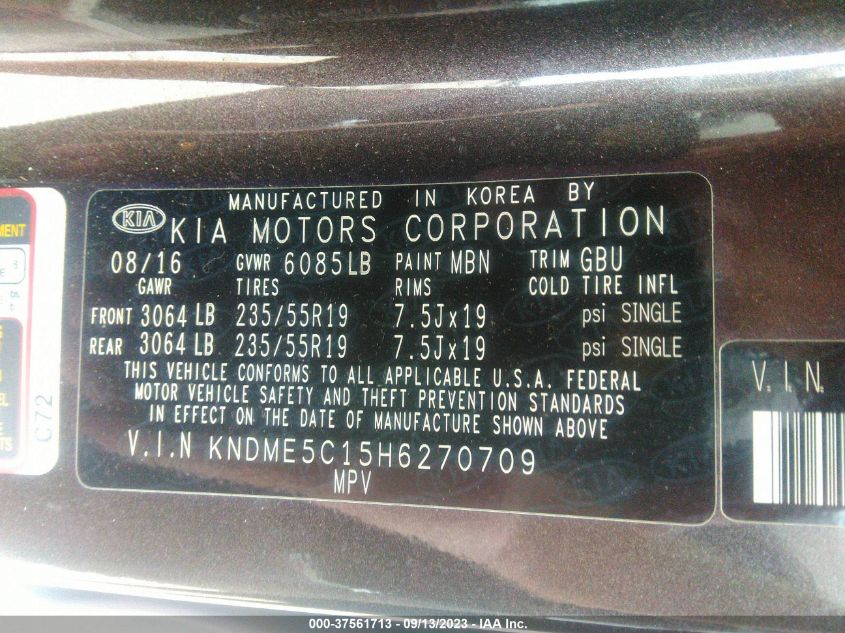 MANUFACTURED IN KOREA BY
KIA KIA MOTORS CORPORATION
08/16 GVWR 6085LB PAINT MBN TRIM GBU
GAWR TIRES RIMS COLD TIRE INFL
FRONT 3064 LB 235/55R19 7.5Jx19 psi SINGLE
REAR 3064 LB 235/55R19 7.5Jx19 psi SINGLE
THIS VEHICLE CONFORMS TO ALL APPLICABLE U.S.A. FEDERAL
MOTOR VEHICLE SAFETY AND THEFT PREVENTION STANDARDS
IN EFFECT ON THE DATE OF MANUFACTURE SHOWN ABOVE
V.I.N KNDME5C15H6270709
MPV
C72
V.I.N.
000-37561713 - 09/13/2023 - IAA Inc.